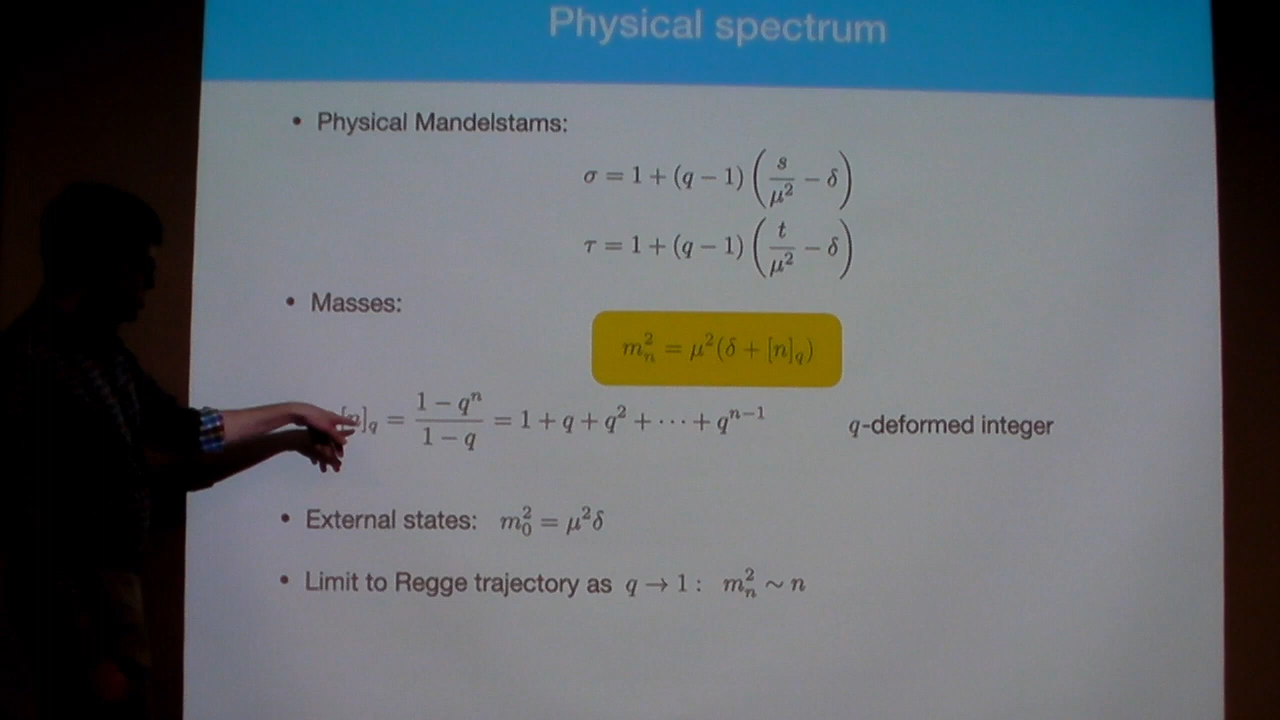 Physical spectrum
• Physical Mandelstams:
σ = 1 + (q − 1) (s/μ² − δ)
τ = 1 + (q − 1) (t/μ² − δ)
• Masses:
m²ₙ = μ²(δ + [n]_q)
[n]_q = (1 − qⁿ)/(1 − q) = 1 + q + q² + ⋯ + qⁿ⁻¹ q-deformed integer
• External states: m²₀ = μ²δ
• Limit to Regge trajectory as q → 1 : m²ₙ ∼ n